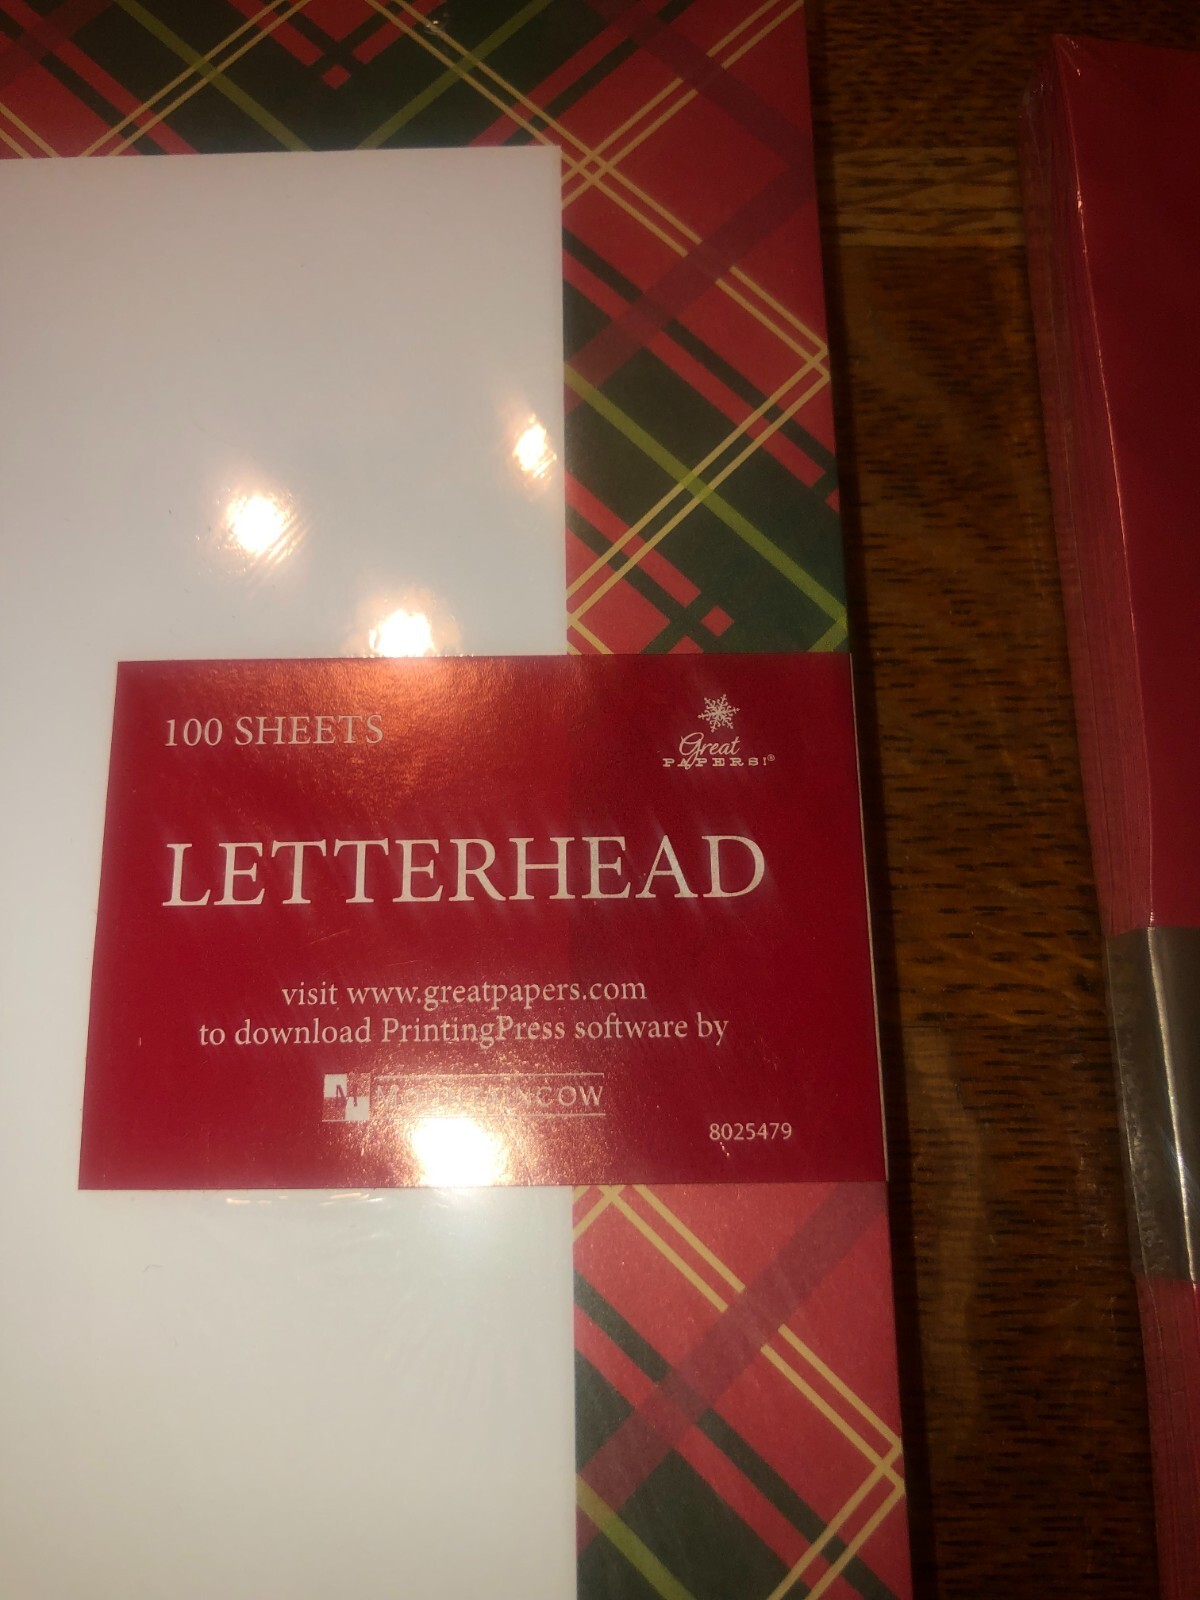 100 SHEETS
Great
PAPERS!®
LETTERHEAD
visit www.greatpapers.com
to download PrintingPress software by
8025479